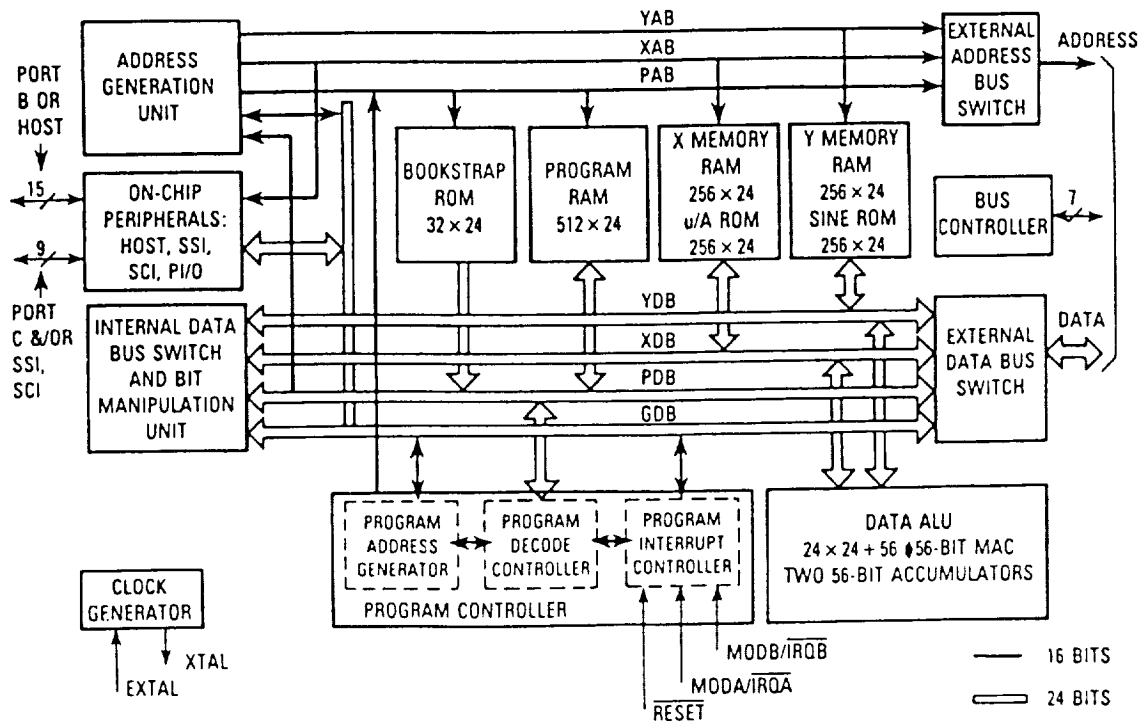 YAB
XAB
PAB
ADDRESS
GENERATION
UNIT
EXTERNAL
ADDRESS
BUS
SWITCH
ADDRESS
PORT
B OR
HOST
15
9
PORT
C &/OR
SSI,
SCI
ON-CHIP
PERIPHERALS:
HOST, SSI,
SCI, PI/O
BOOKSTRAP
ROM
32 × 24
PROGRAM
RAM
512 × 24
X MEMORY
RAM
256 × 24
u/A ROM
256 × 24
Y MEMORY
RAM
256 × 24
SINE ROM
256 × 24
BUS
CONTROLLER
7
INTERNAL DATA
BUS SWITCH
AND BIT
MANIPULATION
UNIT
YDB
XDB
PDB
GDB
EXTERNAL
DATA BUS
SWITCH
DATA
PROGRAM
ADDRESS
GENERATOR
PROGRAM
DECODE
CONTROLLER
PROGRAM
INTERRUPT
CONTROLLER
PROGRAM CONTROLLER
DATA ALU
24 × 24 + 56 ♦ 56-BIT MAC
TWO 56-BIT ACCUMULATORS
CLOCK
GENERATOR
XTAL
EXTAL
MODB/IRQB
MODA/IRQA
RESET
16 BITS
24 BITS